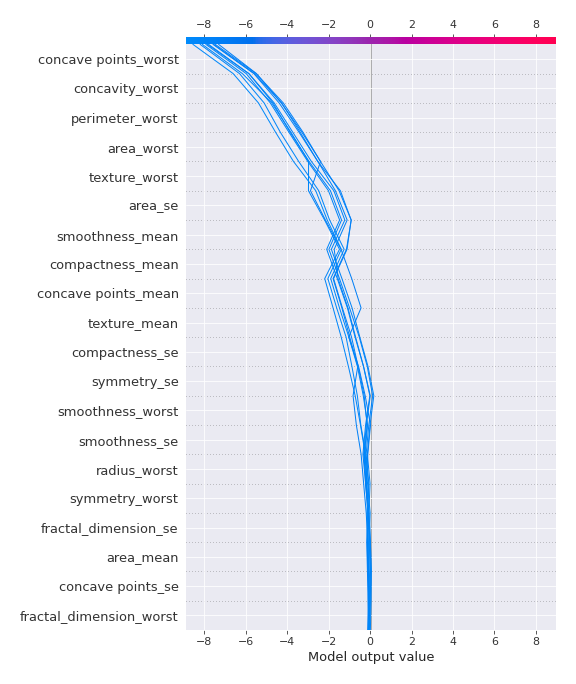 −8 −6 −4 −2 0 2 4 6 8
concave points_worst
concavity_worst
perimeter_worst
area_worst
texture_worst
area_se
smoothness_mean
compactness_mean
concave points_mean
texture_mean
compactness_se
symmetry_se
smoothness_worst
smoothness_se
radius_worst
symmetry_worst
fractal_dimension_se
area_mean
concave points_se
fractal_dimension_worst
−8 −6 −4 −2 0 2 4 6 8
Model output value